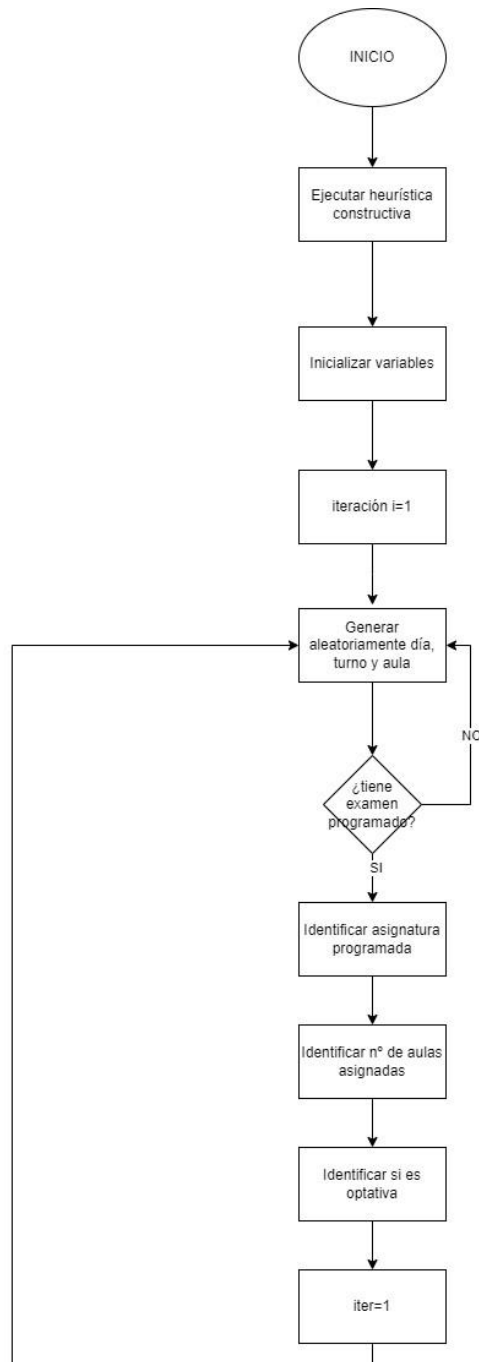 INICIO
Ejecutar heurística
constructiva
Inicializar variables
iteración i=1
Generar
aleatoriamente día,
turno y aula
NO
¿tiene
examen
programado?
SI
Identificar asignatura
programada
Identificar nº de aulas
asignadas
Identificar si es
optativa
iter=1